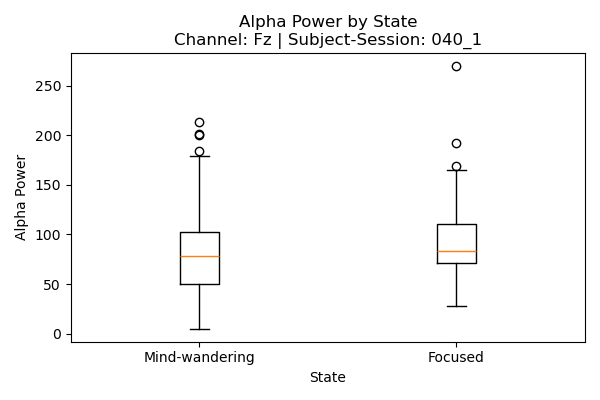 Alpha Power by State
Channel: Fz | Subject-Session: 040_1
Alpha Power
250
200
150
100
50
0
Mind-wandering
Focused
State